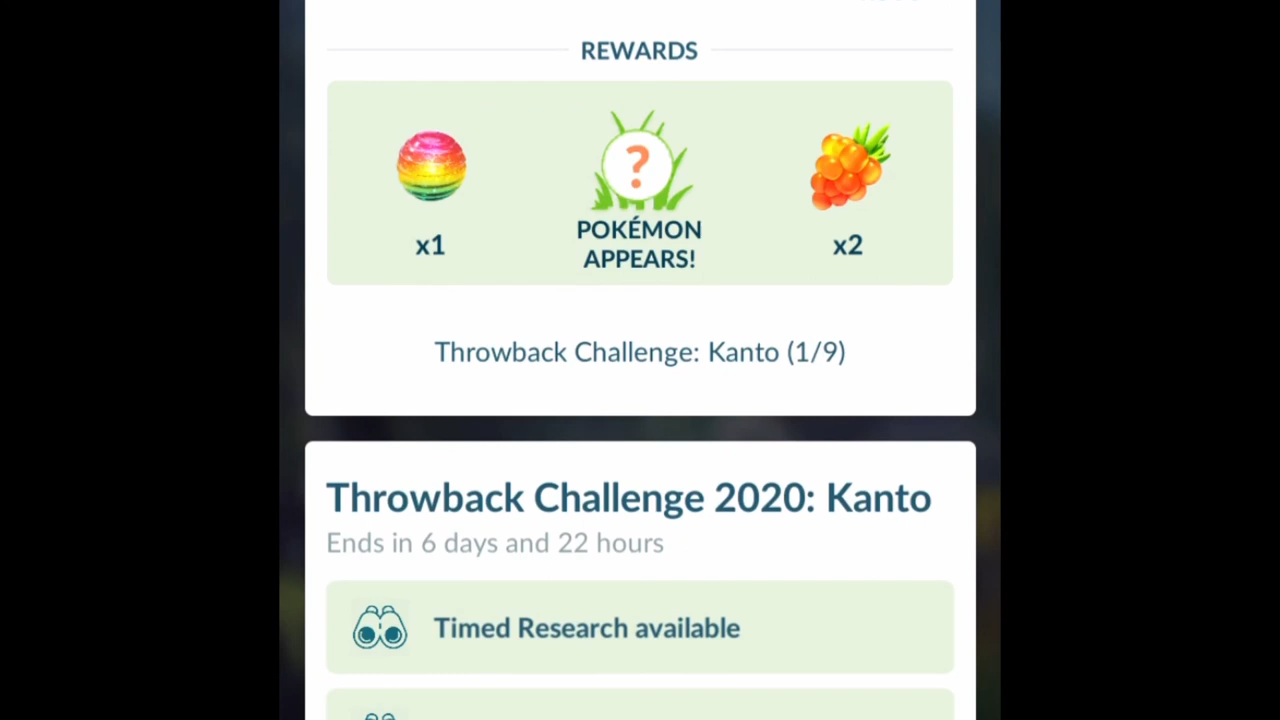 REWARDS
?
x1
POKÉMON
APPEARS!
x2
Throwback Challenge: Kanto (1/9)
Throwback Challenge 2020: Kanto
Ends in 6 days and 22 hours
Timed Research available